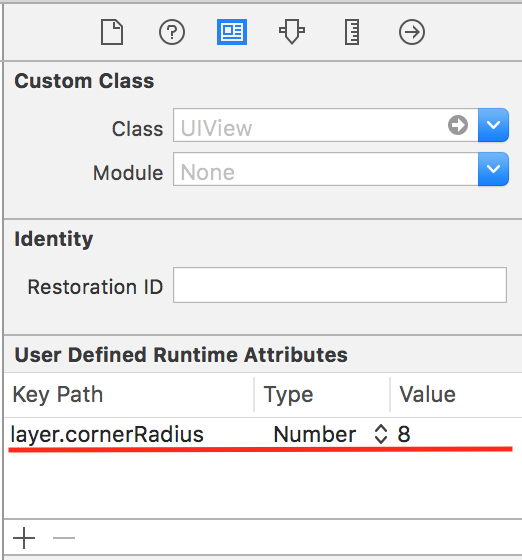 Custom Class
Class UIView
Module None
Identity
Restoration ID
User Defined Runtime Attributes
Key Path Type Value
layer.cornerRadius Number 8